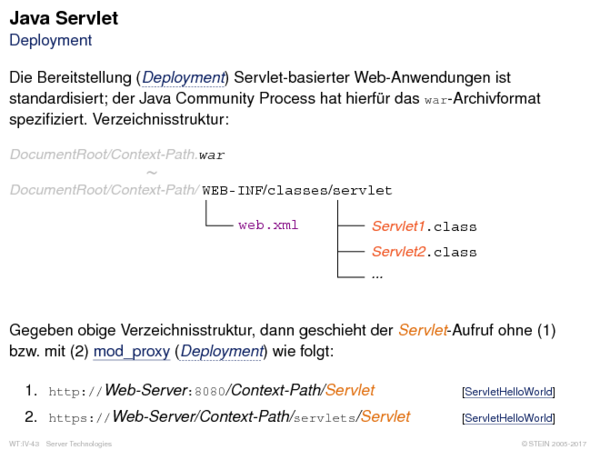 Java Servlet
Deployment
Die Bereitstellung (Deployment) Servlet-basierter Web-Anwendungen ist
standardisiert; der Java Community Process hat hierfür das war-Archivformat
spezifiziert. Verzeichnisstruktur:
DocumentRoot/Context-Path.war
~
DocumentRoot/Context-Path/WEB-INF/classes/servlet
web.xml
Servlet1.class
Servlet2.class
...
Gegeben obige Verzeichnisstruktur, dann geschieht der Servlet-Aufruf ohne (1)
bzw. mit (2) mod_proxy (Deployment) wie folgt:
1. http://Web-Server:8080/Context-Path/Servlet [ServletHelloWorld]
2. https://Web-Server/Context-Path/servlets/Servlet [ServletHelloWorld]
WT:IV-43 Server Technologies © STEIN 2005-2017